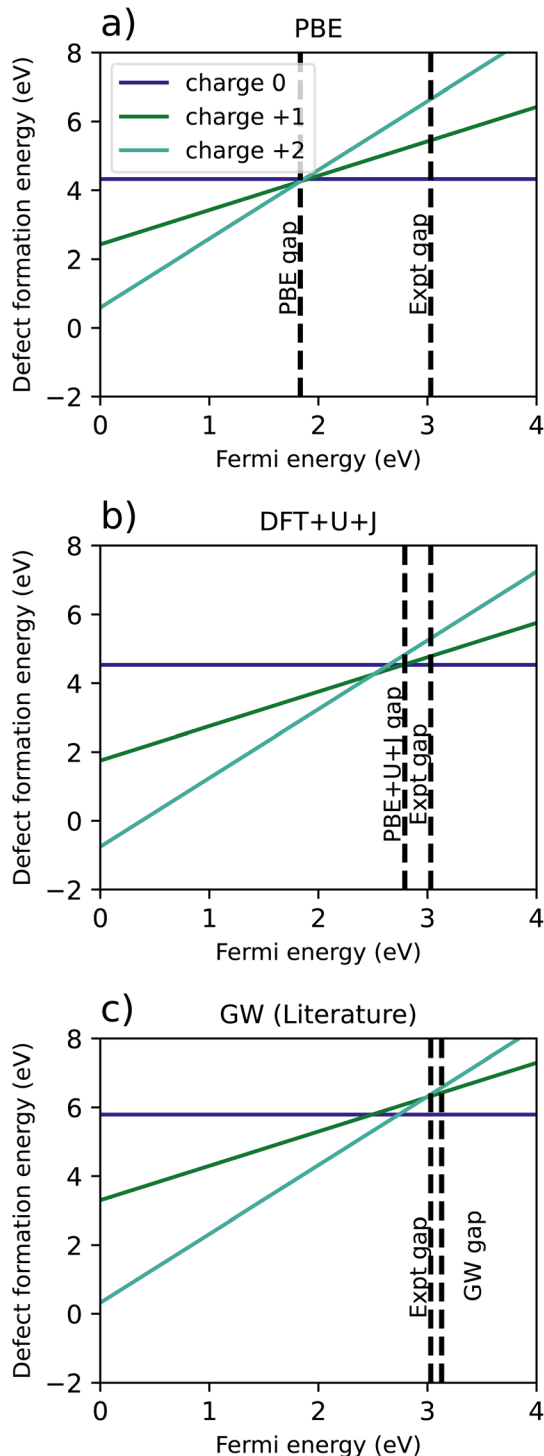 a)
PBE
Defect formation energy (eV)
8
6
4
2
0
−2
charge 0
charge +1
charge +2
PBE gap
Expt gap
0 1 2 3 4
Fermi energy (eV)
b)
DFT+U+J
Defect formation energy (eV)
8
6
4
2
0
−2
PBE+U+J gap
Expt gap
0 1 2 3 4
Fermi energy (eV)
c)
GW (Literature)
Defect formation energy (eV)
8
6
4
2
0
−2
Expt gap
GW gap
0 1 2 3 4
Fermi energy (eV)